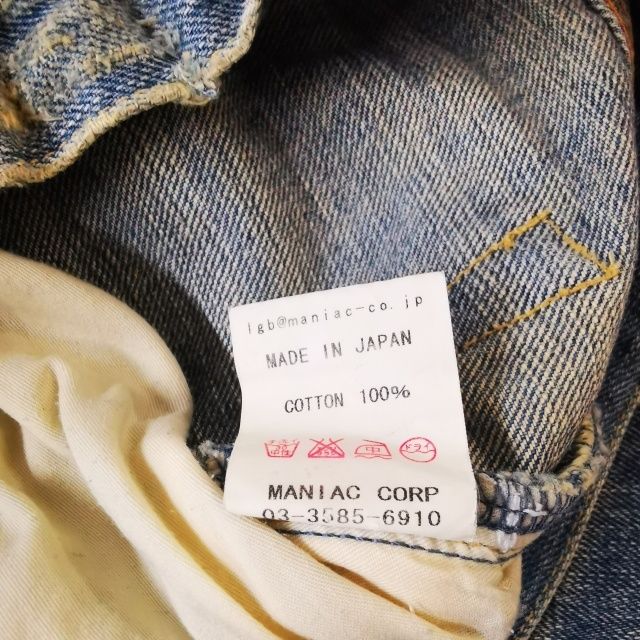 lgb@maniac-co.jp
MADE IN JAPAN
COTTON 100%
MANIAC CORP
03-3585-6910